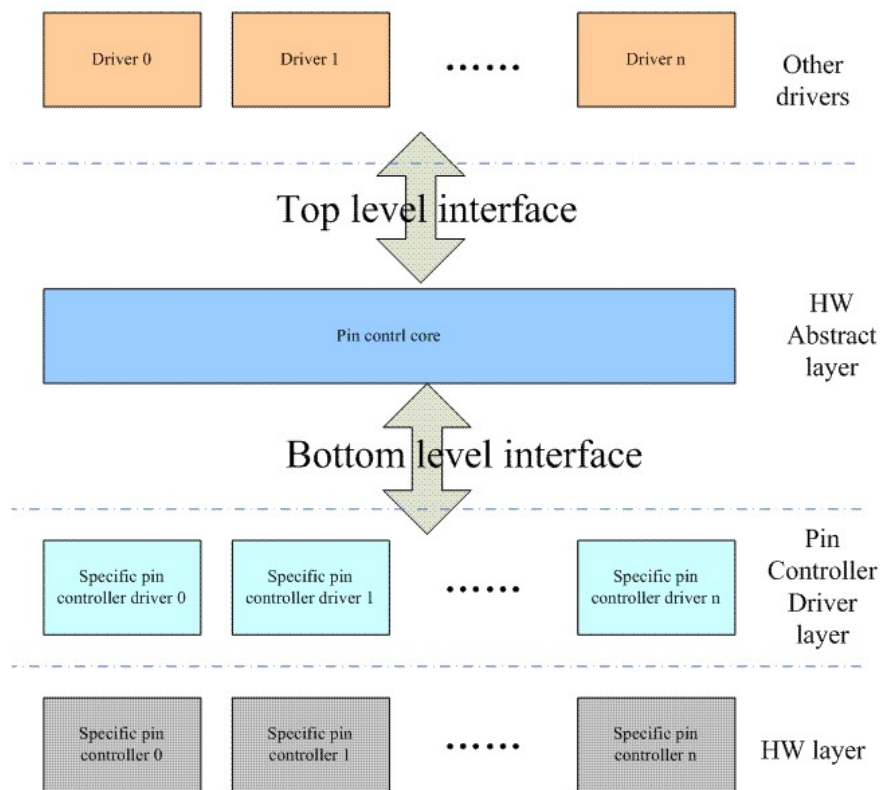 Driver 0
Driver 1
Driver n
Other
drivers
Top level interface
Pin contrl core
HW
Abstract
layer
Bottom level interface
Specific pin
controller driver 0
Specific pin
controller driver 1
Specific pin
controller driver n
Pin
Controller
Driver
layer
Specific pin
controller 0
Specific pin
controller 1
Specific pin
controller n
HW layer